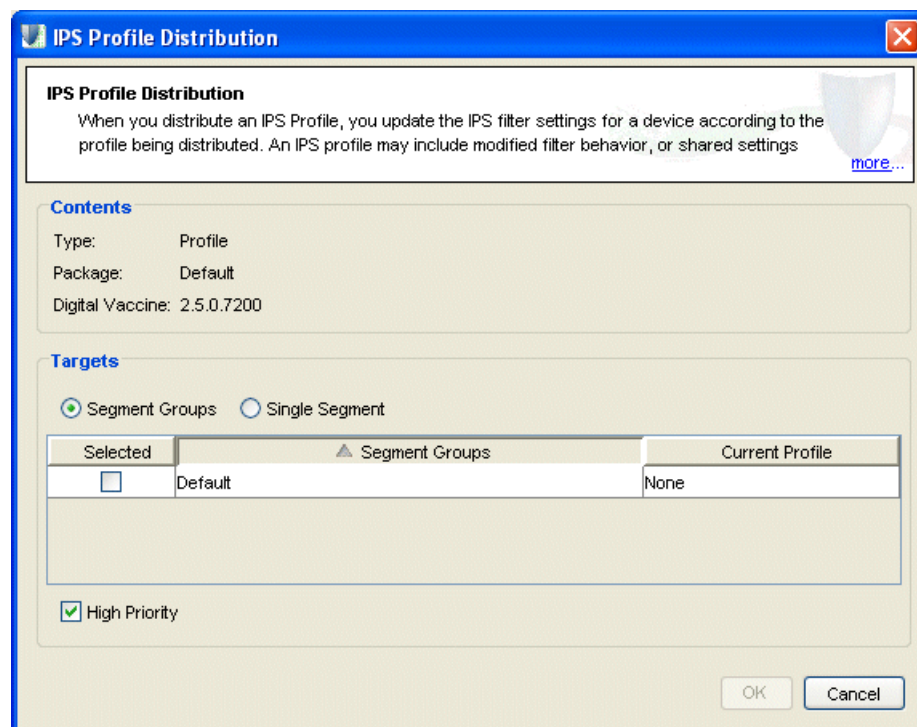 IPS Profile Distribution
IPS Profile Distribution
When you distribute an IPS Profile, you update the IPS filter settings for a device according to the
profile being distributed. An IPS profile may include modified filter behavior, or shared settings
more...
Contents
Type: Profile
Package: Default
Digital Vaccine: 2.5.0.7200
Targets
Segment Groups Single Segment
Selected Segment Groups Current Profile
Default None
High Priority
OK Cancel